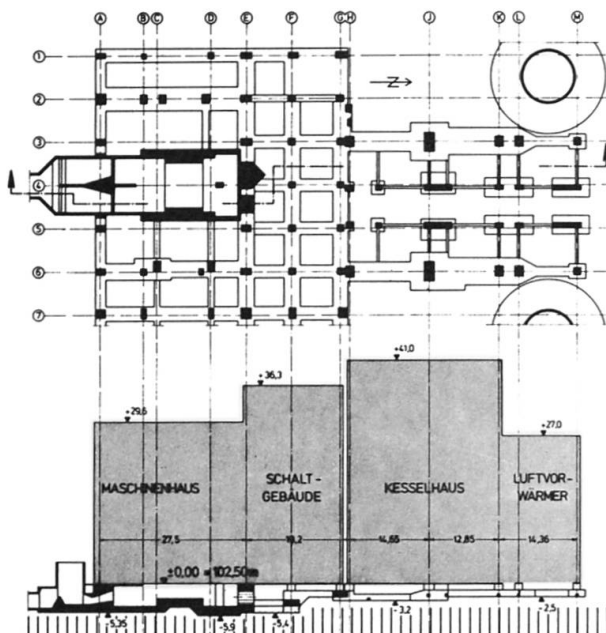 A B C D E F G H J K L M
1
Z
2
3
4
5
6
7
+41,0
+36,3
+29,6
+27,0
MASCHINENHAUS
SCHALT-
GEBÄUDE
KESSELHAUS
LUFTVOR-
WÄRMER
27,5 19,2 14,65 12,85 14,36
±0,00 = 102,50m
-5,35 -5,9 -5,4 -3,2 -2,5